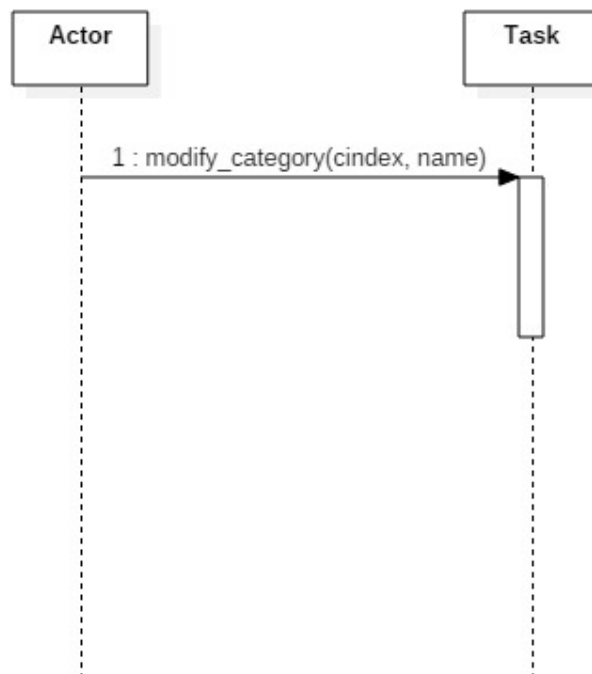 Actor
Task
1 : modify_category(cindex, name)